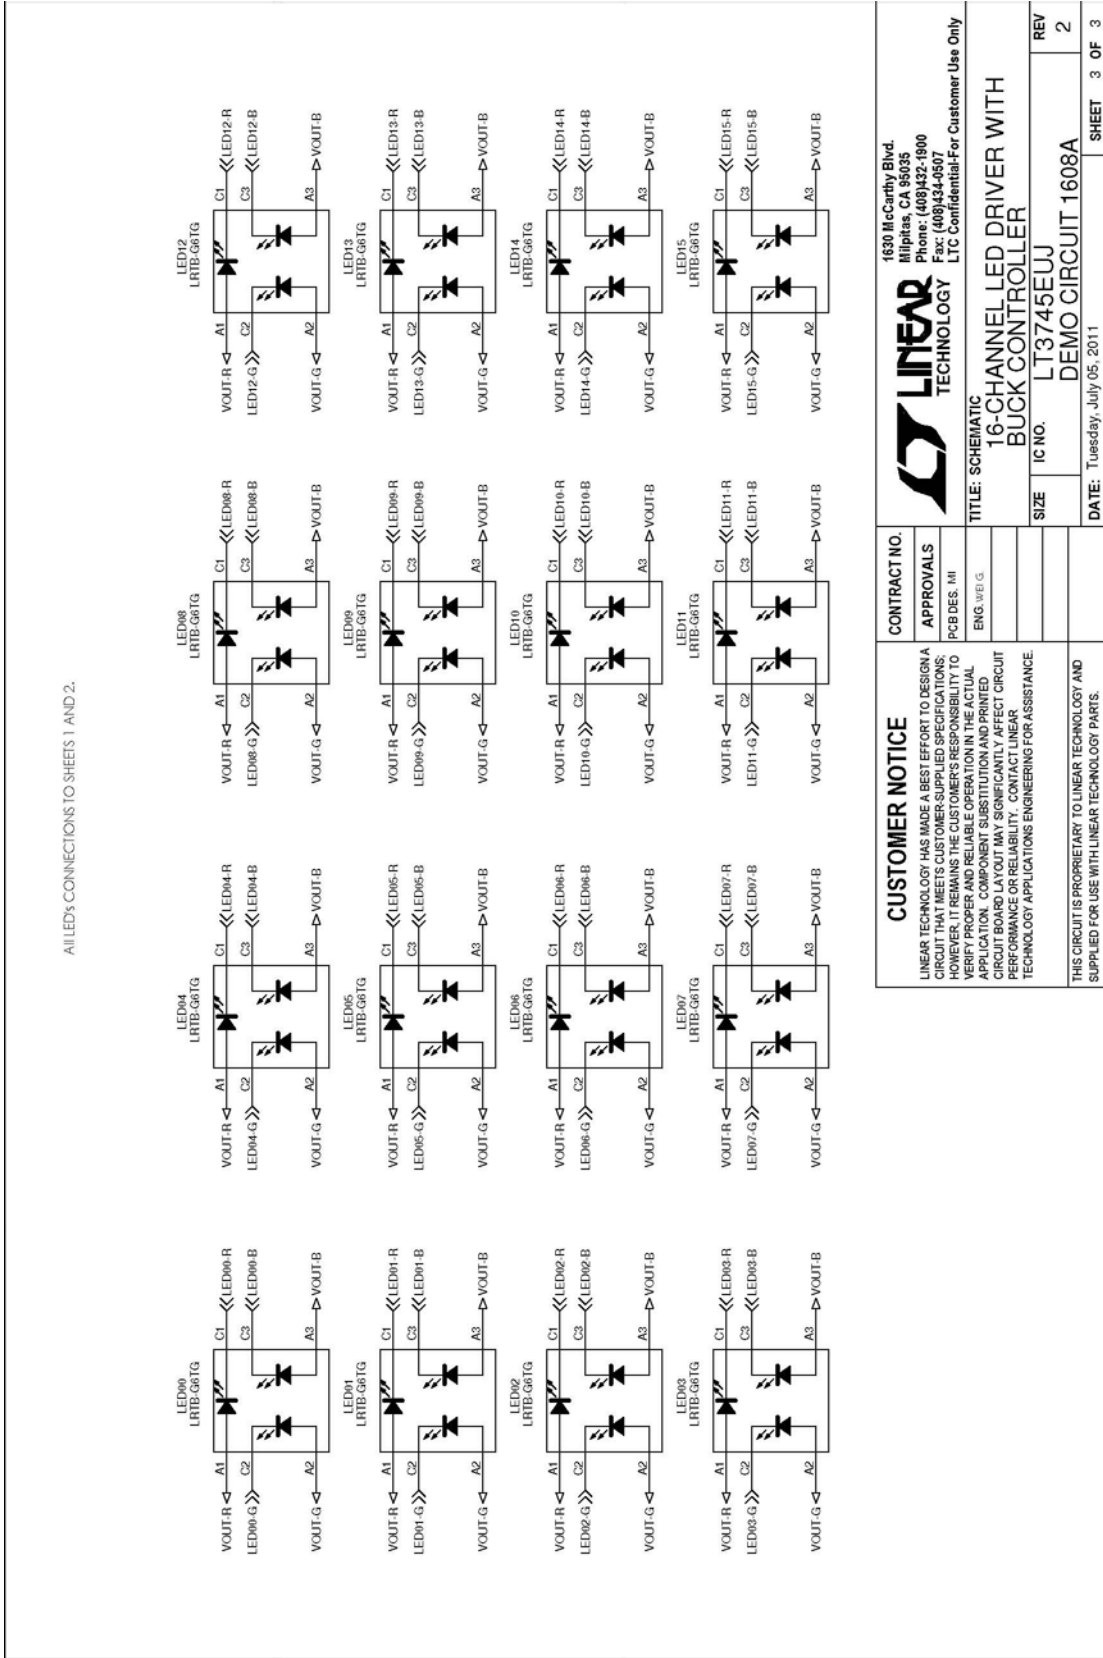 All LED's CONNECTIONS TO SHEETS 1 AND 2.
LED00
LRTB-G6TG
VOUT-R A1 C1 LED00-R
LED00-G C2 C3 LED00-B
VOUT-G A2 A3 VOUT-B
LED04
LRTB-G6TG
VOUT-R A1 C1 LED04-R
LED04-G C2 C3 LED04-B
VOUT-G A2 A3 VOUT-B
LED08
LRTB-G6TG
VOUT-R A1 C1 LED08-R
LED08-G C2 C3 LED08-B
VOUT-G A2 A3 VOUT-B
LED12
LRTB-G6TG
VOUT-R A1 C1 LED12-R
LED12-G C2 C3 LED12-B
VOUT-G A2 A3 VOUT-B
LED01
LRTB-G6TG
VOUT-R A1 C1 LED01-R
LED01-G C2 C3 LED01-B
VOUT-G A2 A3 VOUT-B
LED05
LRTB-G6TG
VOUT-R A1 C1 LED05-R
LED05-G C2 C3 LED05-B
VOUT-G A2 A3 VOUT-B
LED09
LRTB-G6TG
VOUT-R A1 C1 LED09-R
LED09-G C2 C3 LED09-B
VOUT-G A2 A3 VOUT-B
LED13
LRTB-G6TG
VOUT-R A1 C1 LED13-R
LED13-G C2 C3 LED13-B
VOUT-G A2 A3 VOUT-B
LED02
LRTB-G6TG
VOUT-R A1 C1 LED02-R
LED02-G C2 C3 LED02-B
VOUT-G A2 A3 VOUT-B
LED06
LRTB-G6TG
VOUT-R A1 C1 LED06-R
LED06-G C2 C3 LED06-B
VOUT-G A2 A3 VOUT-B
LED10
LRTB-G6TG
VOUT-R A1 C1 LED10-R
LED10-G C2 C3 LED10-B
VOUT-G A2 A3 VOUT-B
LED14
LRTB-G6TG
VOUT-R A1 C1 LED14-R
LED14-G C2 C3 LED14-B
VOUT-G A2 A3 VOUT-B
LED03
LRTB-G6TG
VOUT-R A1 C1 LED03-R
LED03-G C2 C3 LED03-B
VOUT-G A2 A3 VOUT-B
LED07
LRTB-G6TG
VOUT-R A1 C1 LED07-R
LED07-G C2 C3 LED07-B
VOUT-G A2 A3 VOUT-B
LED11
LRTB-G6TG
VOUT-R A1 C1 LED11-R
LED11-G C2 C3 LED11-B
VOUT-G A2 A3 VOUT-B
LED15
LRTB-G6TG
VOUT-R A1 C1 LED15-R
LED15-G C2 C3 LED15-B
VOUT-G A2 A3 VOUT-B
CUSTOMER NOTICE
LINEAR TECHNOLOGY HAS MADE A BEST EFFORT TO DESIGN A
CIRCUIT THAT MEETS CUSTOMER-SUPPLIED SPECIFICATIONS;
HOWEVER, IT REMAINS THE CUSTOMER'S RESPONSIBILITY TO
VERIFY PROPER AND RELIABLE OPERATION IN THE ACTUAL
APPLICATION. COMPONENT SUBSTITUTION AND PRINTED
CIRCUIT BOARD LAYOUT MAY SIGNIFICANTLY AFFECT CIRCUIT
PERFORMANCE OR RELIABILITY. CONTACT LINEAR
TECHNOLOGY APPLICATIONS ENGINEERING FOR ASSISTANCE.
THIS CIRCUIT IS PROPRIETARY TO LINEAR TECHNOLOGY AND
SUPPLIED FOR USE WITH LINEAR TECHNOLOGY PARTS.
CONTRACT NO.
APPROVALS
PCB DES. MI
ENG. WEI G.
LINEAR
TECHNOLOGY
1630 McCarthy Blvd.
Milpitas, CA 95035
Phone: (408)432-1900
Fax: (408)434-0507
LTC Confidential-For Customer Use Only
TITLE: SCHEMATIC
16-CHANNEL LED DRIVER WITH
BUCK CONTROLLER
SIZE
IC NO.
LT3745EUJ
DEMO CIRCUIT 1608A
REV
2
DATE: Tuesday, July 05, 2011
SHEET 3 OF 3